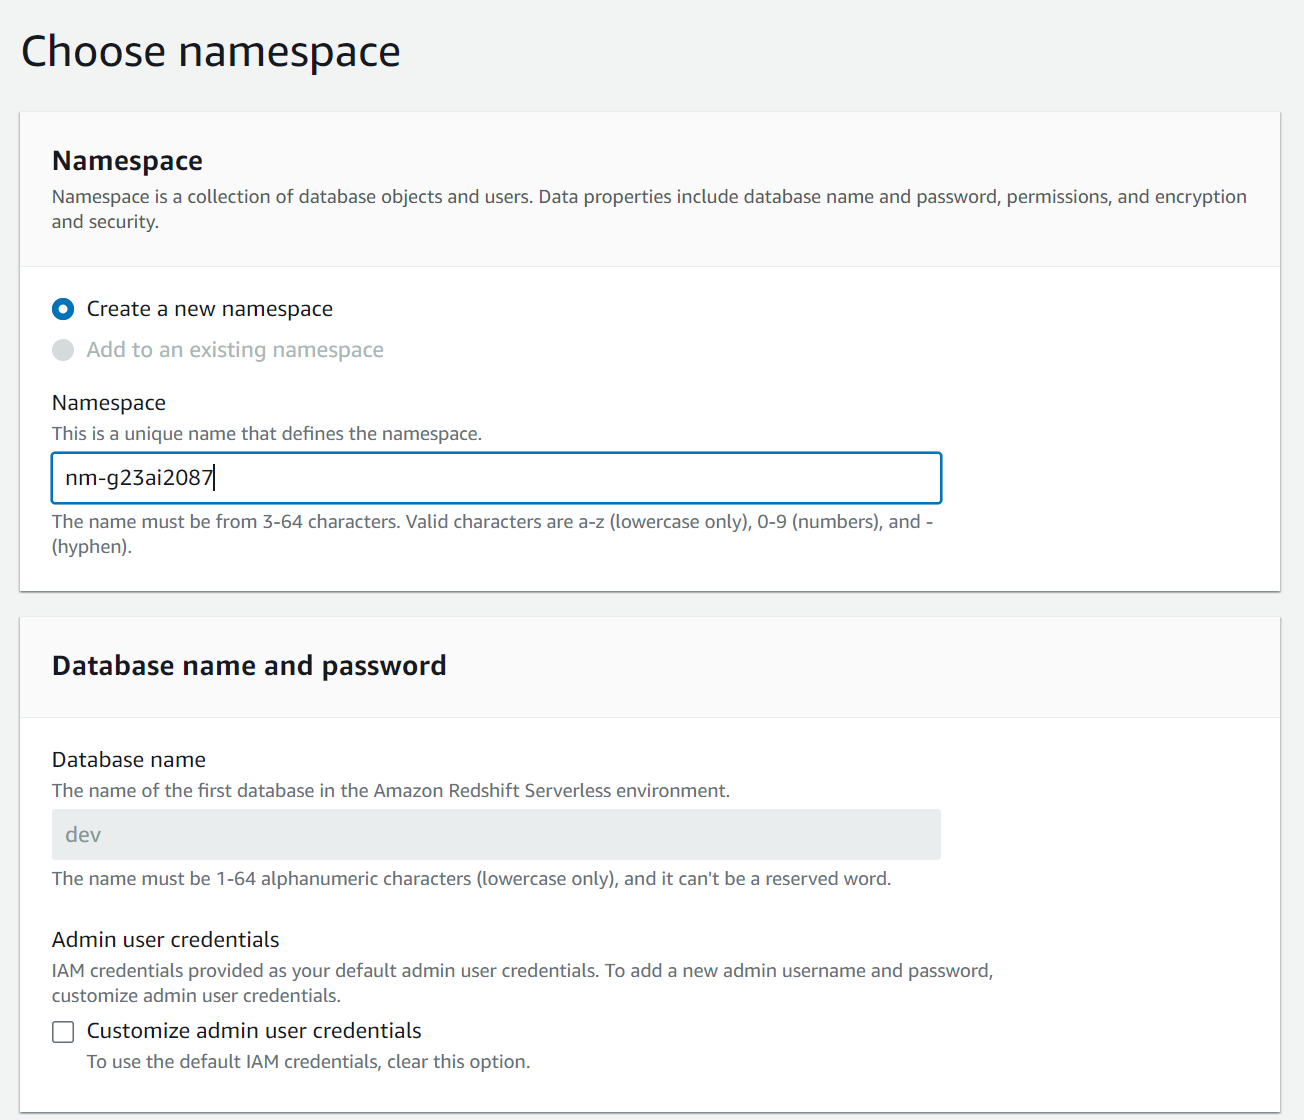 Choose namespace
Namespace
Namespace is a collection of database objects and users. Data properties include database name and password, permissions, and encryption
and security.
Create a new namespace
Add to an existing namespace
Namespace
This is a unique name that defines the namespace.
nm-g23ai2087
The name must be from 3-64 characters. Valid characters are a-z (lowercase only), 0-9 (numbers), and -
(hyphen).
Database name and password
Database name
The name of the first database in the Amazon Redshift Serverless environment.
dev
The name must be 1-64 alphanumeric characters (lowercase only), and it can't be a reserved word.
Admin user credentials
IAM credentials provided as your default admin user credentials. To add a new admin username and password,
customize admin user credentials.
Customize admin user credentials
To use the default IAM credentials, clear this option.